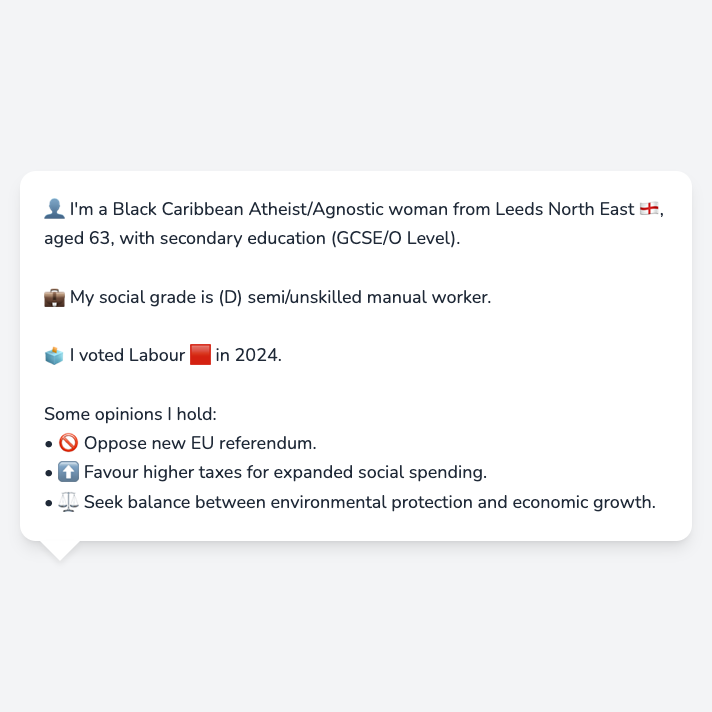 👤 I'm a Black Caribbean Atheist/Agnostic woman from Leeds North East 🏴󠁧󠁢󠁥󠁮󠁧󠁿,
aged 63, with secondary education (GCSE/O Level).
💼 My social grade is (D) semi/unskilled manual worker.
🗳️ I voted Labour 🟥 in 2024.
Some opinions I hold:
• 🚫 Oppose new EU referendum.
• ⬆️ Favour higher taxes for expanded social spending.
• ⚖️ Seek balance between environmental protection and economic growth.